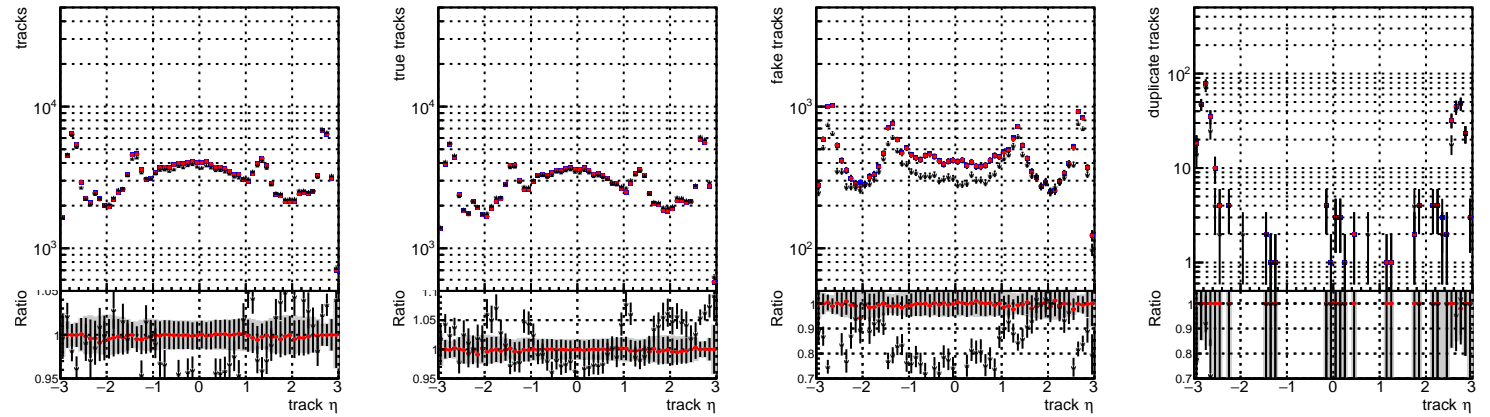 tracks
10^4
10^3
1.05
Ratio
1
0.95
−3 −2 −1 0 1 2 3
track η
true tracks
10^4
10^3
1.1
Ratio
1.05
1
0.95
−3 −2 −1 0 1 2 3
track η
fake tracks
10^3
10^2
Ratio
1
0.9
0.8
0.7
−3 −2 −1 0 1 2 3
track η
duplicate tracks
10^2
10
1
Ratio
1
0.9
0.8
0.7
−3 −2 −1 0 1 2 3
track η